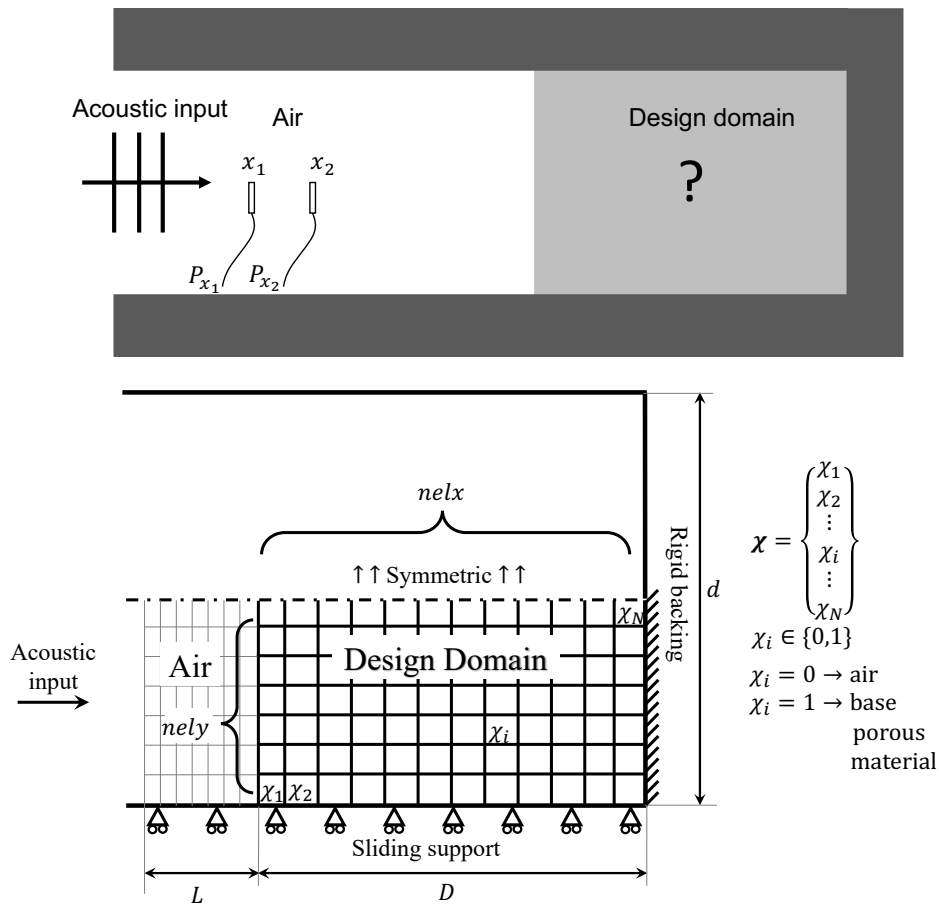 Acoustic input
Air
Design domain
x₁ x₂
?
Pₓ₁ Pₓ₂
nelx
↑↑ Symmetric ↑↑
Rigid backing
d
χ_N
Acoustic
input
Air
Design Domain
nely
χᵢ
χ₁ χ₂
Sliding support
L
D
χ = {χ₁ χ₂ ⋮ χᵢ ⋮ χ_N}
χᵢ ∈ {0,1}
χᵢ = 0 → air
χᵢ = 1 → base
porous
material